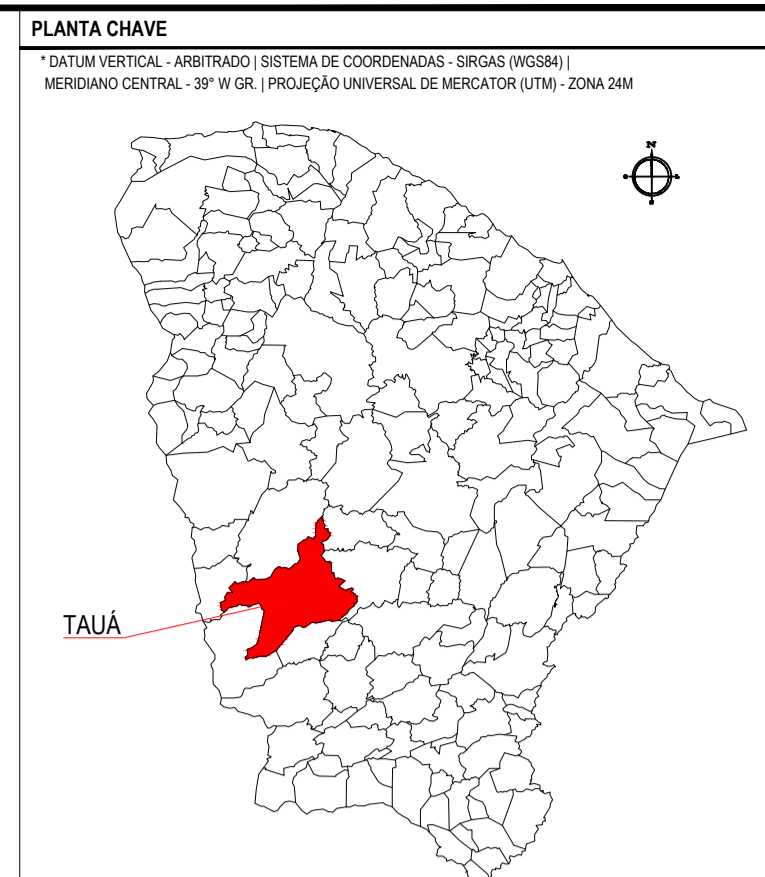 PLANTA CHAVE
* DATUM VERTICAL - ARBITRADO | SISTEMA DE COORDENADAS - SIRGAS (WGS84) |
MERIDIANO CENTRAL - 39° W GR. | PROJEÇÃO UNIVERSAL DE MERCATOR (UTM) - ZONA 24M
N
TAUÁ